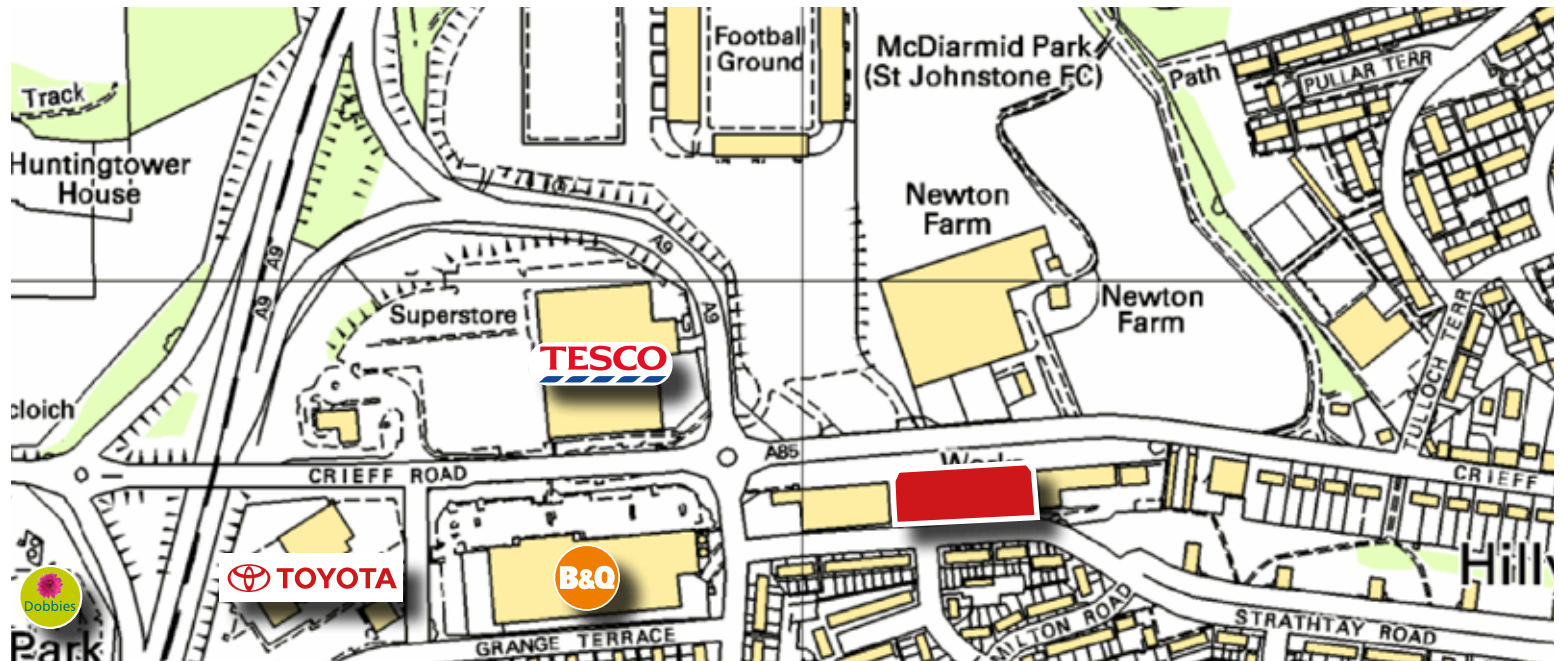 Football
Ground
McDiarmid Park
(St Johnstone FC)
Path
PULLAR TERR
Track
Huntingtower
House
Newton
Farm
A9
A9
A9
A9
Superstore
Newton
Farm
TESCO
TULLOCH TERR
cloich
A85
CRIEFF ROAD
Works
CRIEFF
TOYOTA
B&Q
Dobbies
Hilly
MILTON ROAD
STRATHTAY ROAD
GRANGE TERRACE
Park